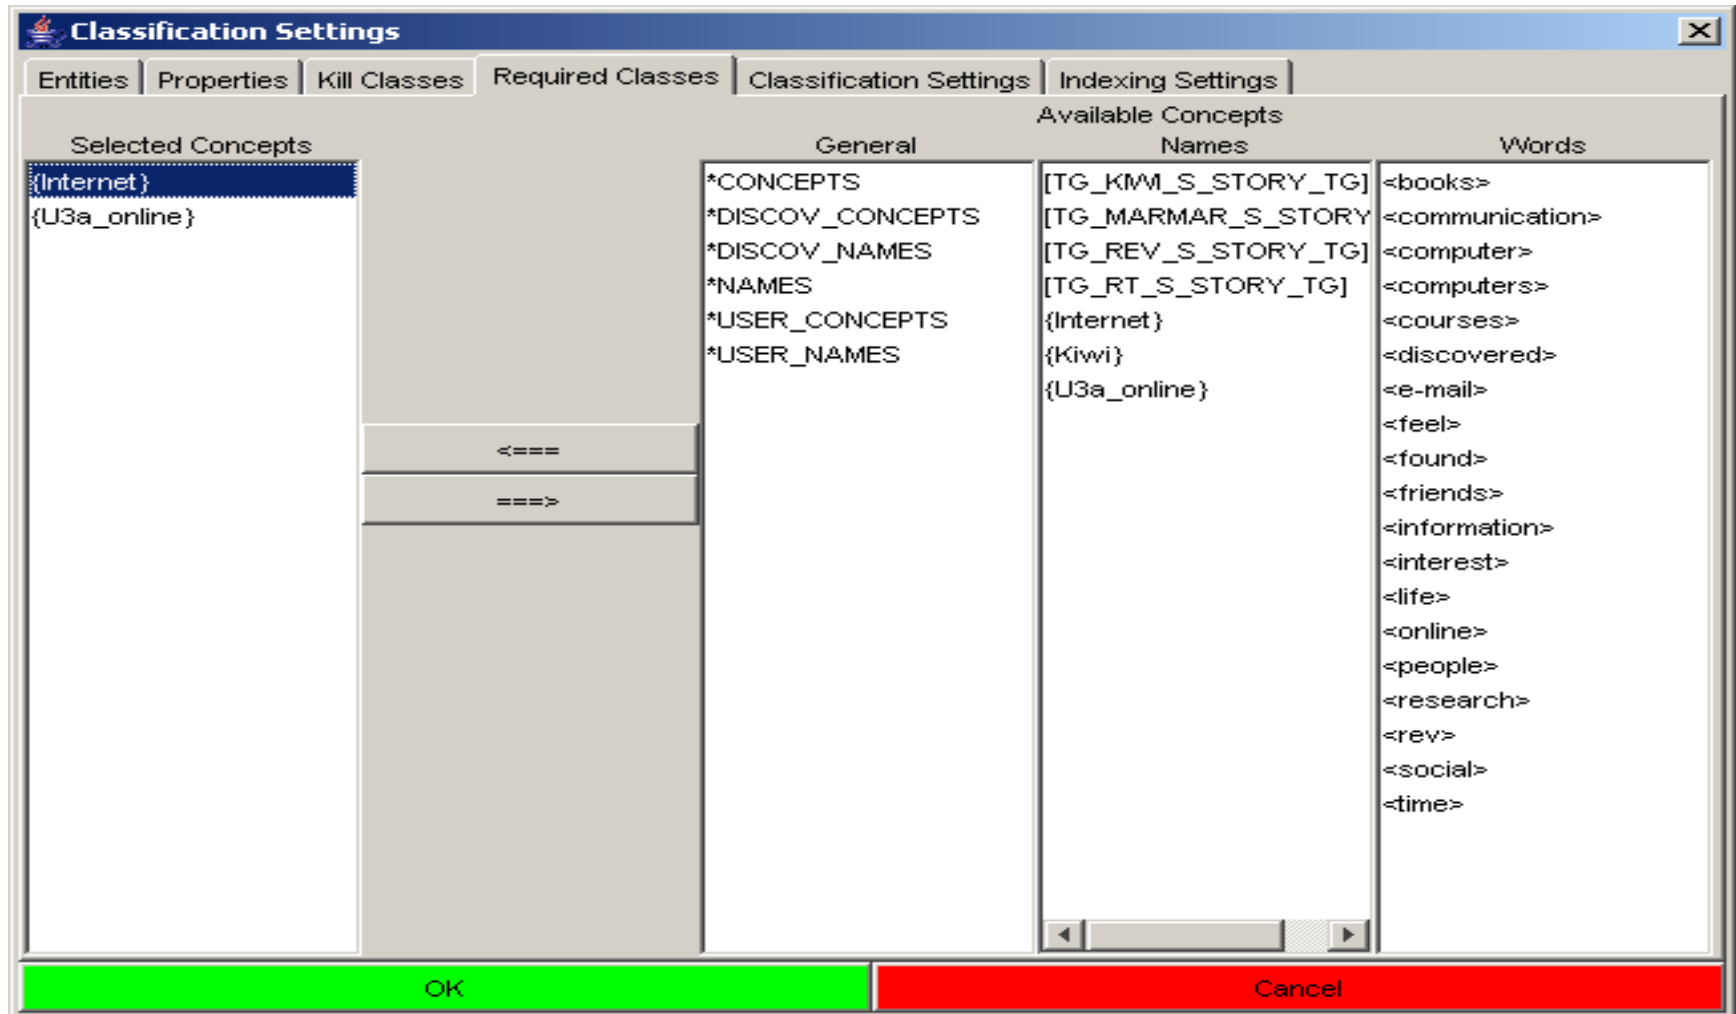 Classification Settings
Entities Properties Kill Classes Required Classes Classification Settings Indexing Settings
Available Concepts
Selected Concepts General Names Words
{Internet} *CONCEPTS [TG_KIWI_S_STORY_TG] <books>
{U3a_online} *DISCOV_CONCEPTS [TG_MARMAR_S_STORY <communication>
*DISCOV_NAMES [TG_REV_S_STORY_TG] <computer>
*NAMES [TG_RT_S_STORY_TG] <computers>
*USER_CONCEPTS {Internet} <courses>
*USER_NAMES {Kiwi} <discovered>
{U3a_online} <e-mail>
<feel>
<=== <found>
===> <friends>
<information>
<interest>
<life>
<online>
<people>
<research>
<rev>
<social>
<time>
OK Cancel